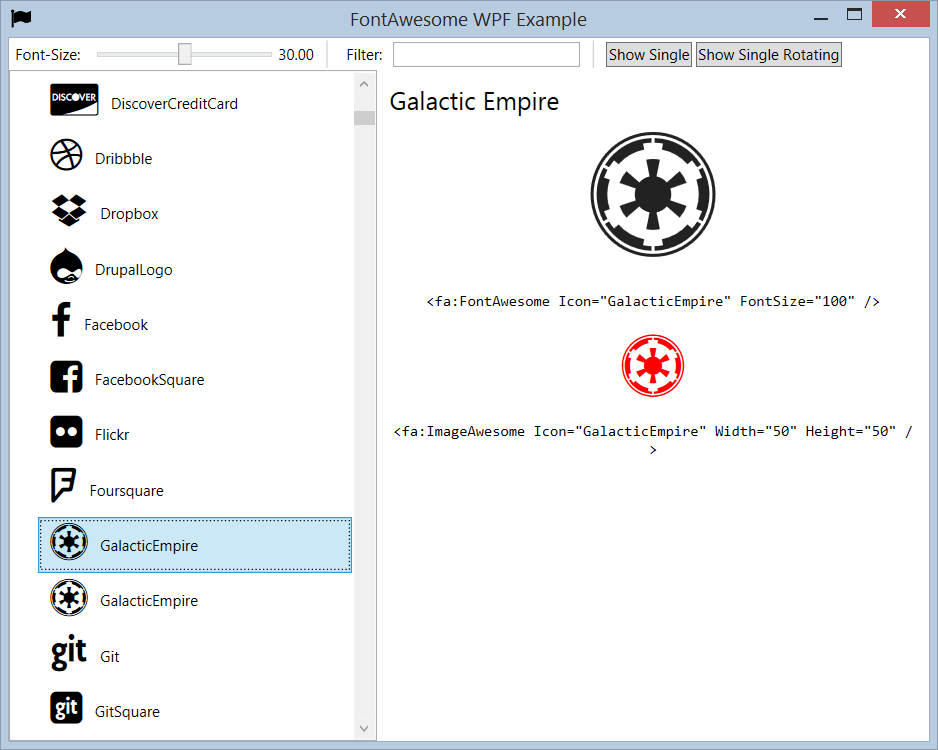 FontAwesome WPF Example
Font-Size: 30.00 Filter: Show Single Show Single Rotating
DISCOVER DiscoverCreditCard
Dribbble
Dropbox
DrupalLogo
Facebook
FacebookSquare
Flickr
Foursquare
GalacticEmpire
GalacticEmpire
git Git
git GitSquare
Galactic Empire
<fa:FontAwesome Icon="GalacticEmpire" FontSize="100" />
<fa:ImageAwesome Icon="GalacticEmpire" Width="50" Height="50" /
>